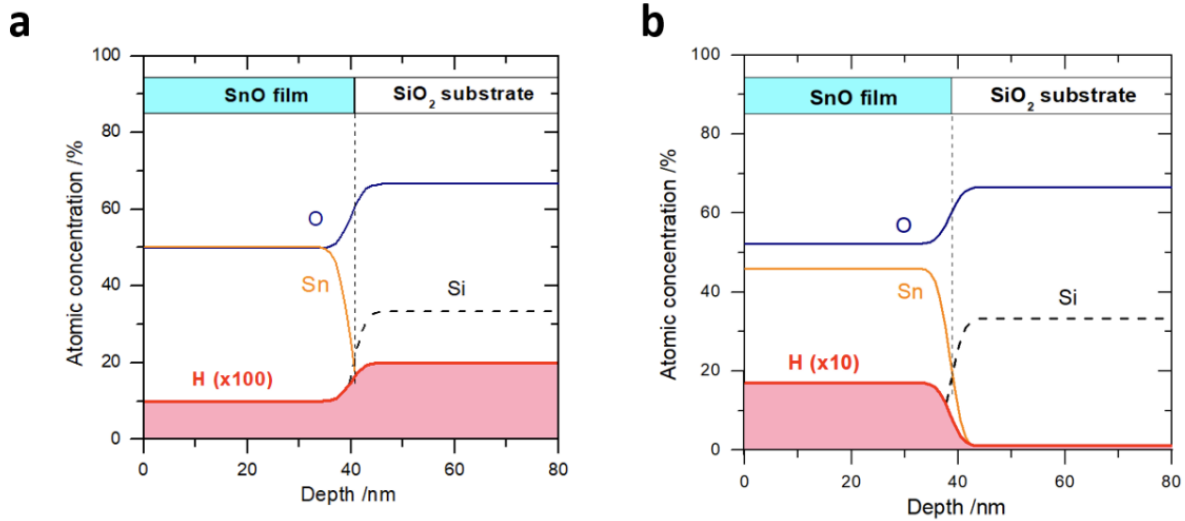 a
Atomic concentration /%
100
80
60
40
20
0
SnO film
SiO₂ substrate
O
Sn
Si
H (x100)
0 20 40 60 80
Depth /nm
b
Atomic concentration /%
100
80
60
40
20
0
SnO film
SiO₂ substrate
O
Sn
Si
H (x10)
0 20 40 60 80
Depth /nm